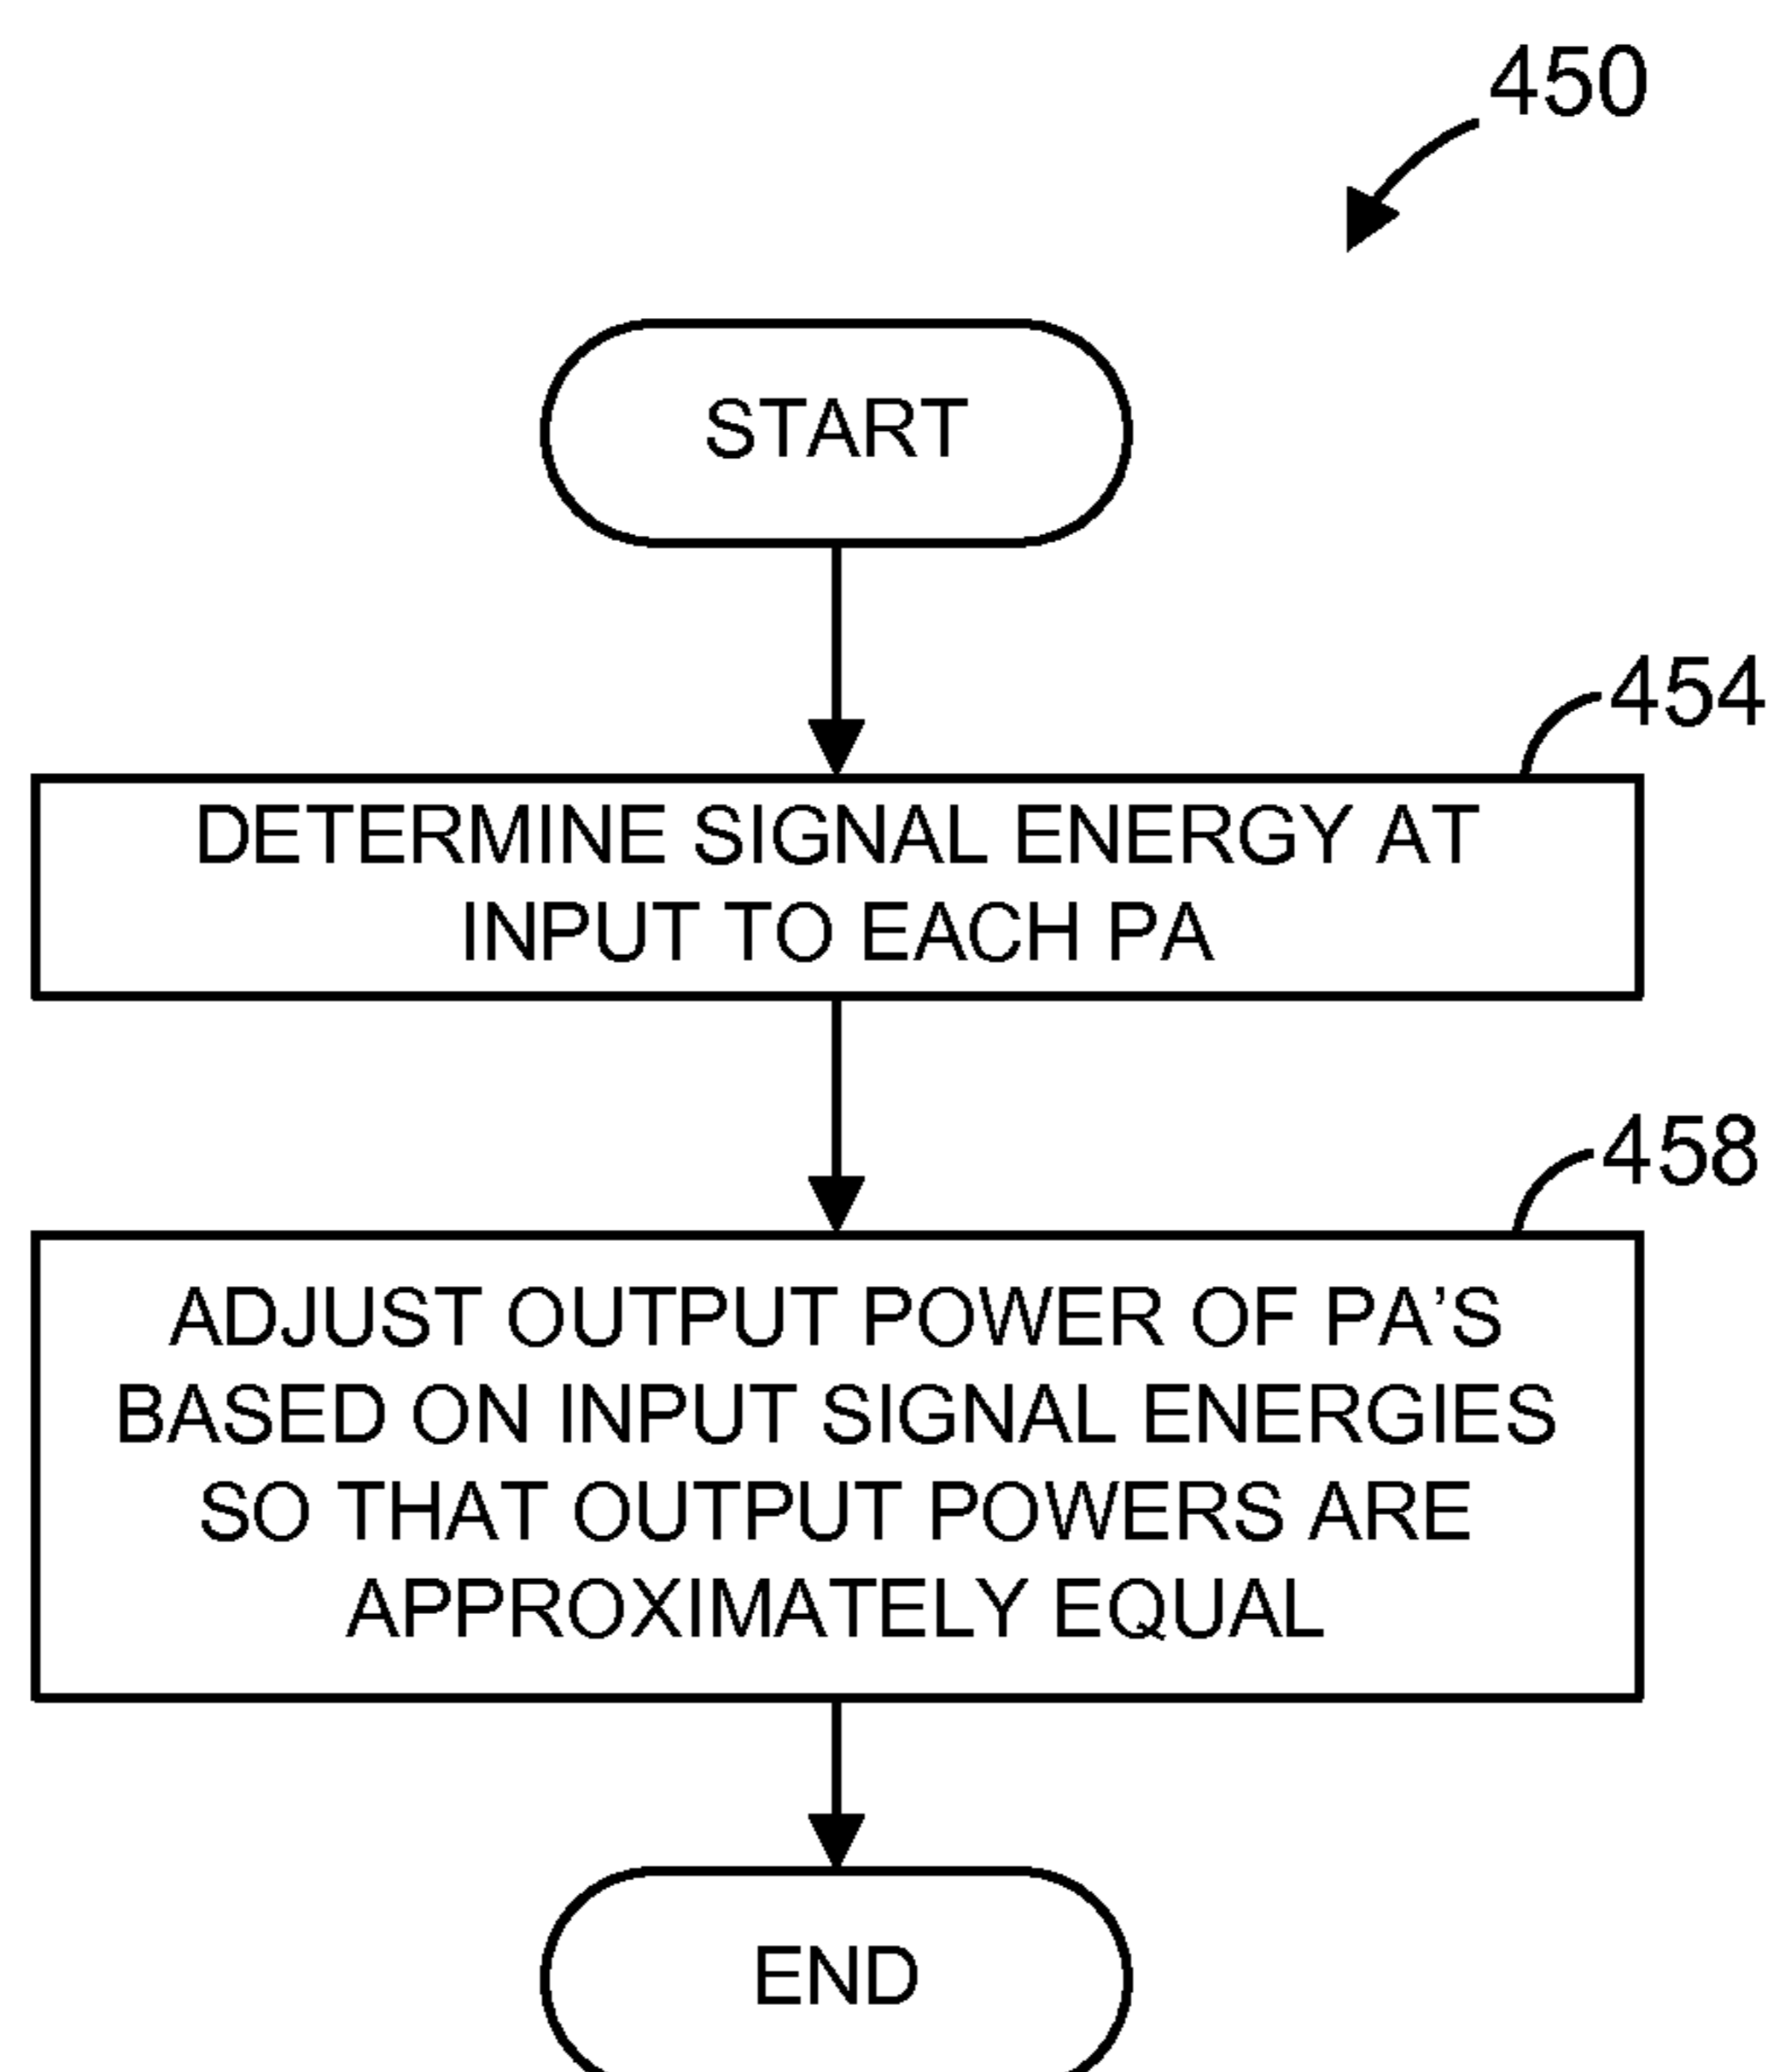 450
START
454
DETERMINE SIGNAL ENERGY AT
INPUT TO EACH PA
458
ADJUST OUTPUT POWER OF PA'S
BASED ON INPUT SIGNAL ENERGIES
SO THAT OUTPUT POWERS ARE
APPROXIMATELY EQUAL
END